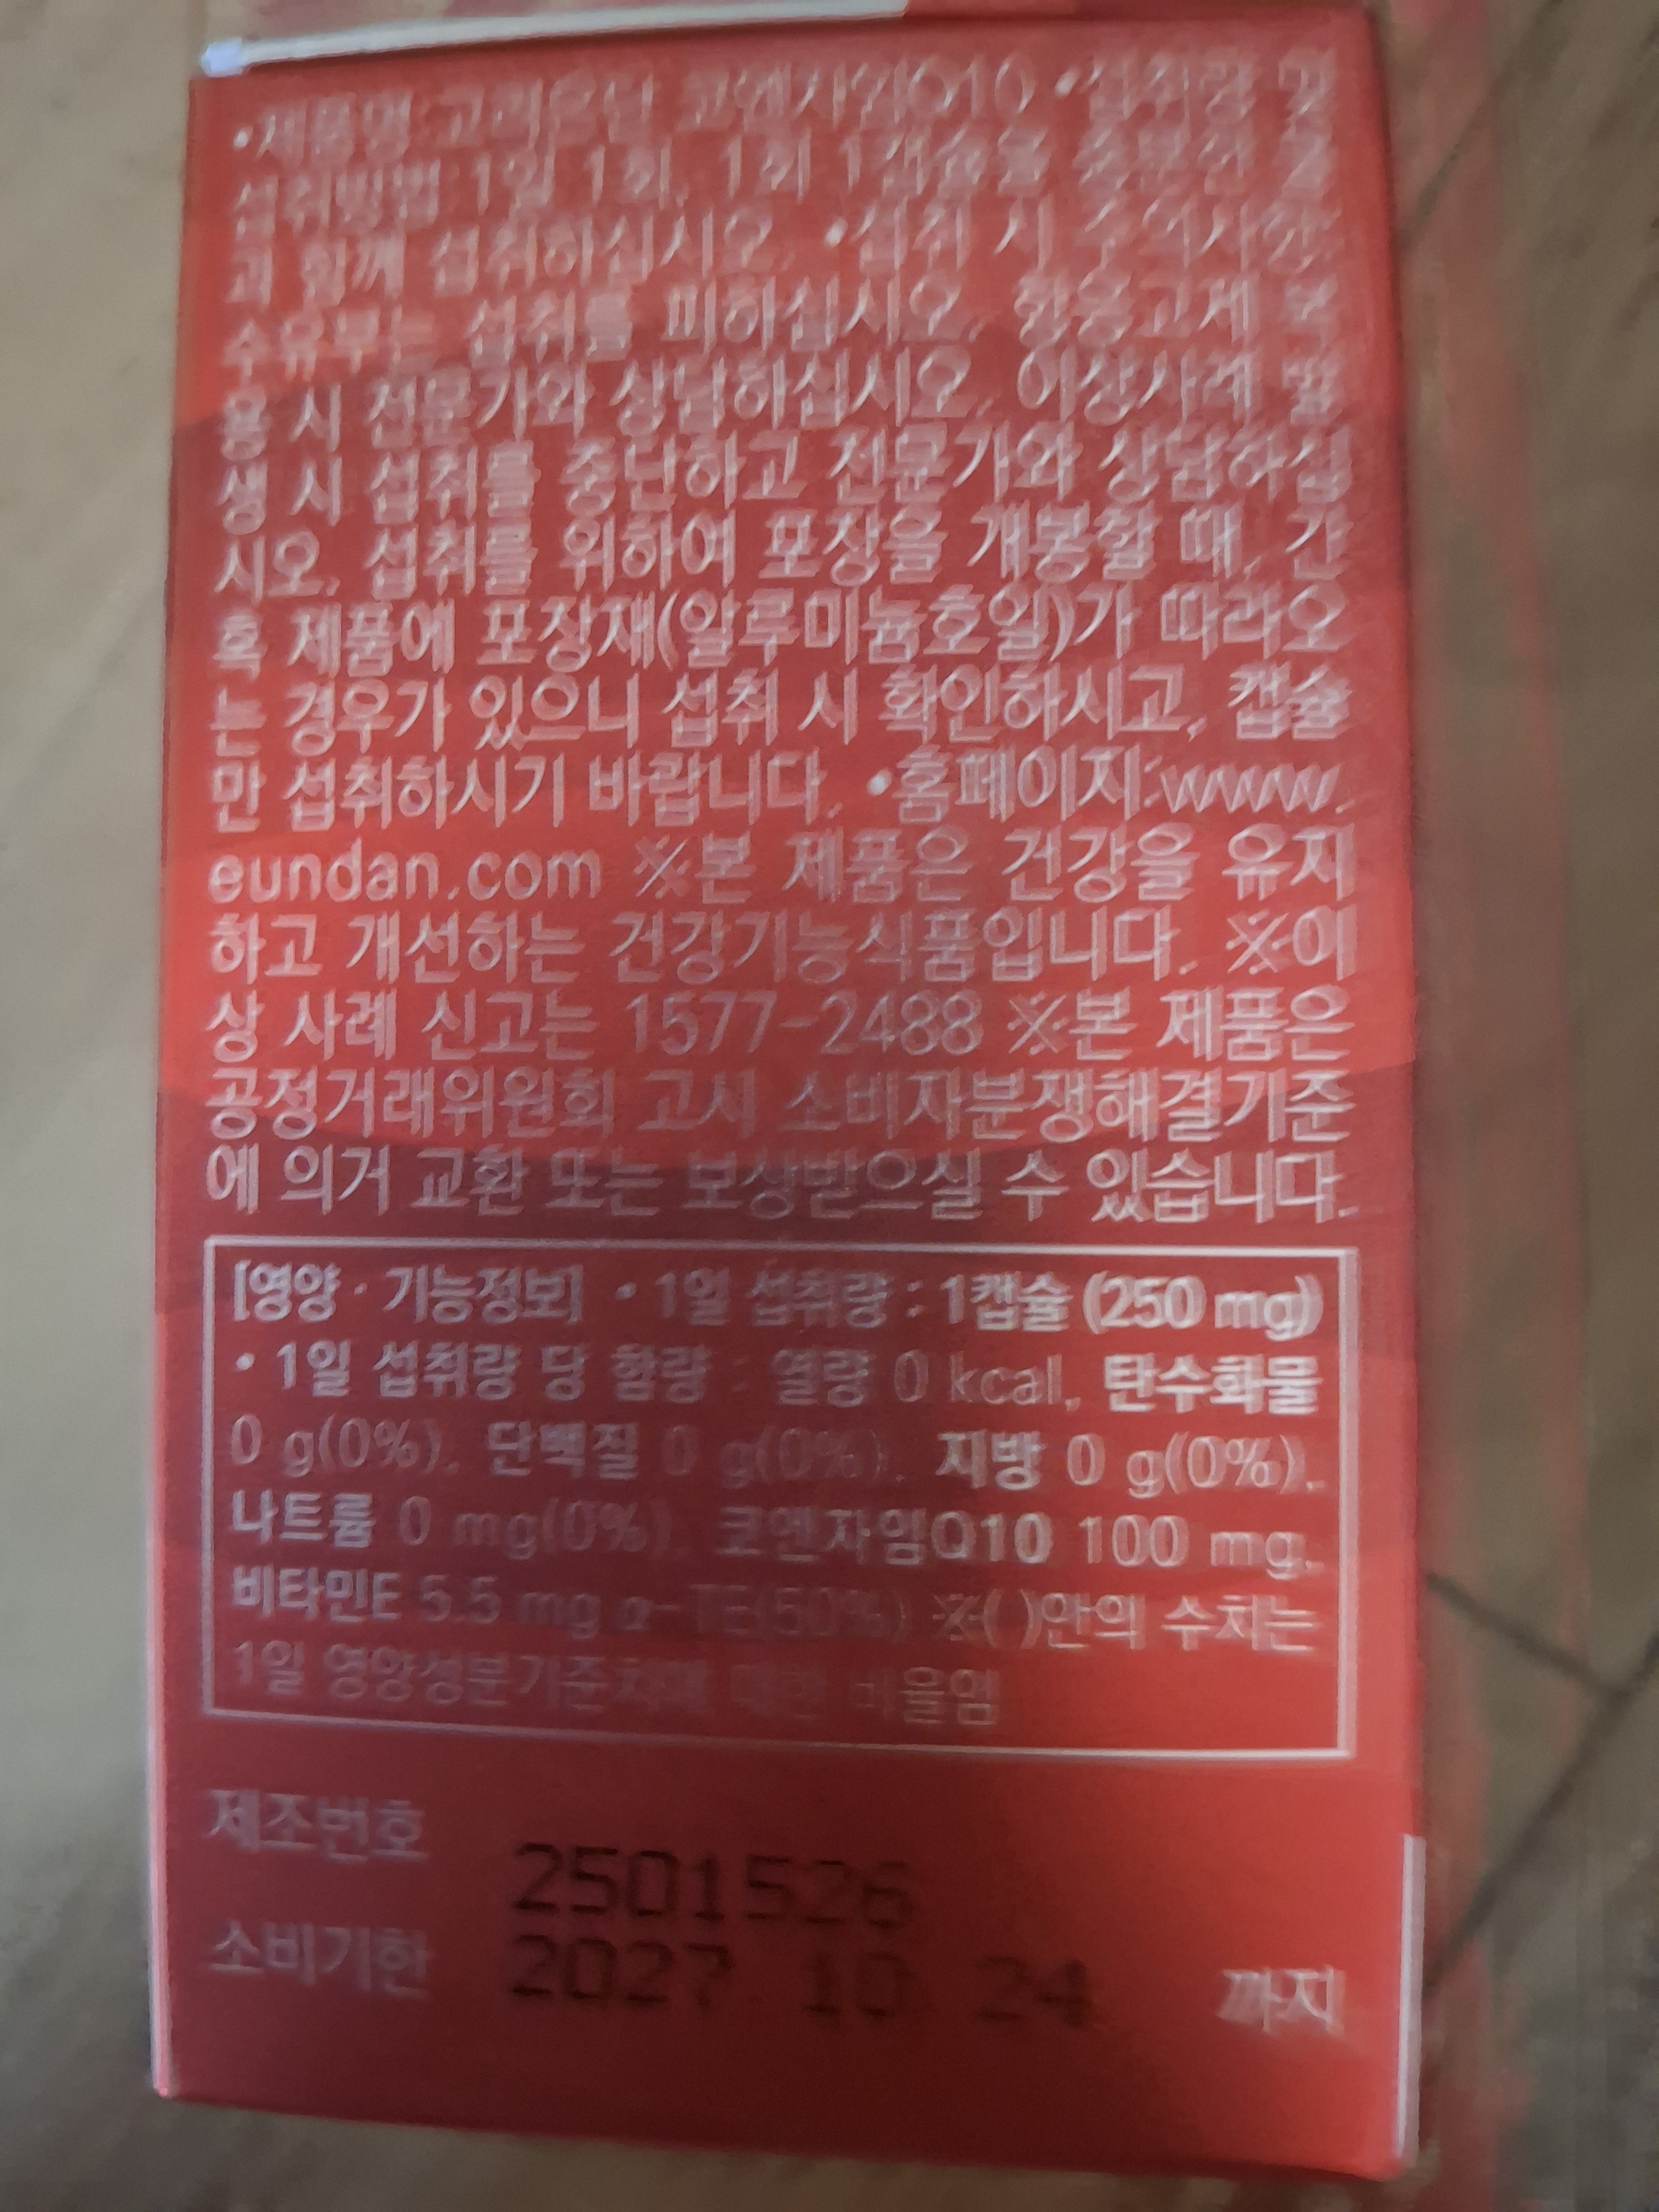 •제품명:고려은단 코엔자임Q10 •섭취량 및
섭취방법:1일 1회, 1회 1캡슐을 충분한 물
과 함께 섭취하십시오. •섭취 시 주의사항:
수유부는 섭취를 피하십시오. 항응고제 복
용 시 전문가와 상담하십시오. 이상사례 발
생 시 섭취를 중단하고 전문가와 상담하십
시오. 섭취를 위하여 포장을 개봉할 때, 간
혹 제품에 포장재(알루미늄호일)가 따라오
는 경우가 있으니 섭취 시 확인하시고, 캡슐
만 섭취하시기 바랍니다. •홈페이지:www.
eundan.com ※본 제품은 건강을 유지
하고 개선하는 건강기능식품입니다. ※이
상 사례 신고는 1577-2488 ※본 제품은
공정거래위원회 고시 소비자분쟁해결기준
에 의거 교환 또는 보상받으실 수 있습니다.
[영양·기능정보] •1일 섭취량 : 1캡슐 (250 mg)
•1일 섭취량 당 함량 : 열량 0 kcal, 탄수화물
0 g(0%), 단백질 0 g(0%), 지방 0 g(0%),
나트륨 0 mg(0%), 코엔자임Q10 100 mg,
비타민E 5.5 mg α-TE(50%) ※( )안의 수치는
1일 영양성분기준치에 대한 비율임
제조번호
2501526
소비기한 2027. 10. 24 까지